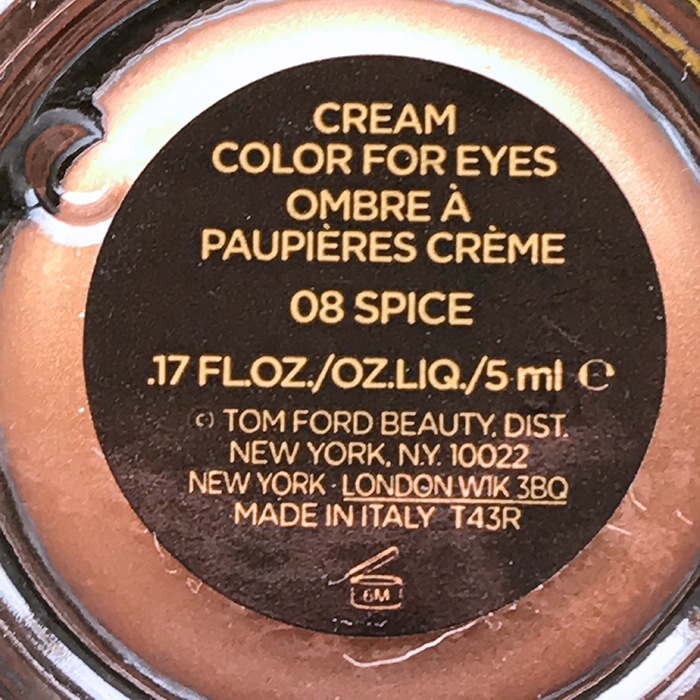 CREAM
COLOR FOR EYES
OMBRE À
PAUPIÈRES CRÈME
08 SPICE
.17 FL.OZ./OZ.LIQ./5 ml ℮
© TOM FORD BEAUTY, DIST.
NEW YORK, N.Y. 10022
NEW YORK · LONDON W1K 3BQ
MADE IN ITALY T43R
6M